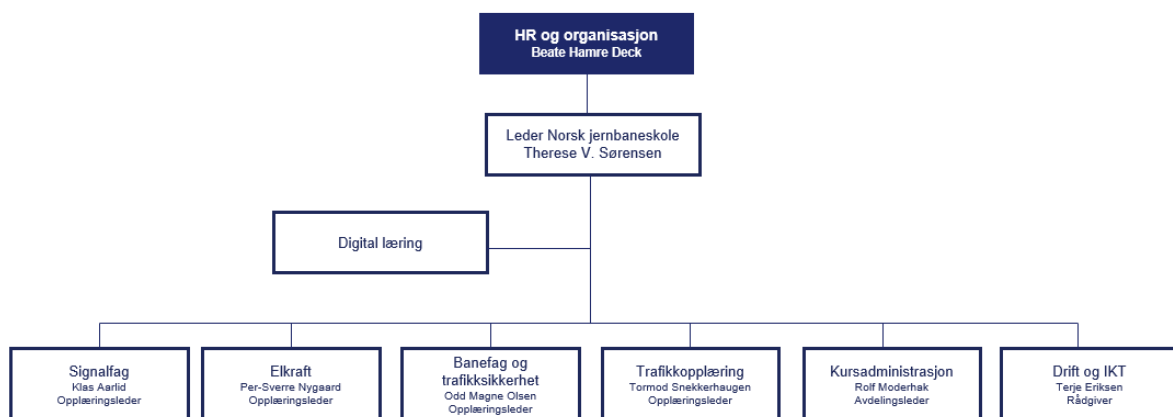 HR og organisasjon
Beate Hamre Deck
Leder Norsk jernbaneskole
Therese V. Sørensen
Digital læring
Signalfag
Klas Aarlid
Opplæringsleder
Elkraft
Per-Sverre Nygaard
Opplæringsleder
Banefag og
trafikksikkerhet
Odd Magne Olsen
Opplæringsleder
Trafikkopplæring
Tormod Snekkerhaugen
Opplæringsleder
Kursadministrasjon
Rolf Moderhak
Avdelingsleder
Drift og IKT
Terje Eriksen
Rådgiver